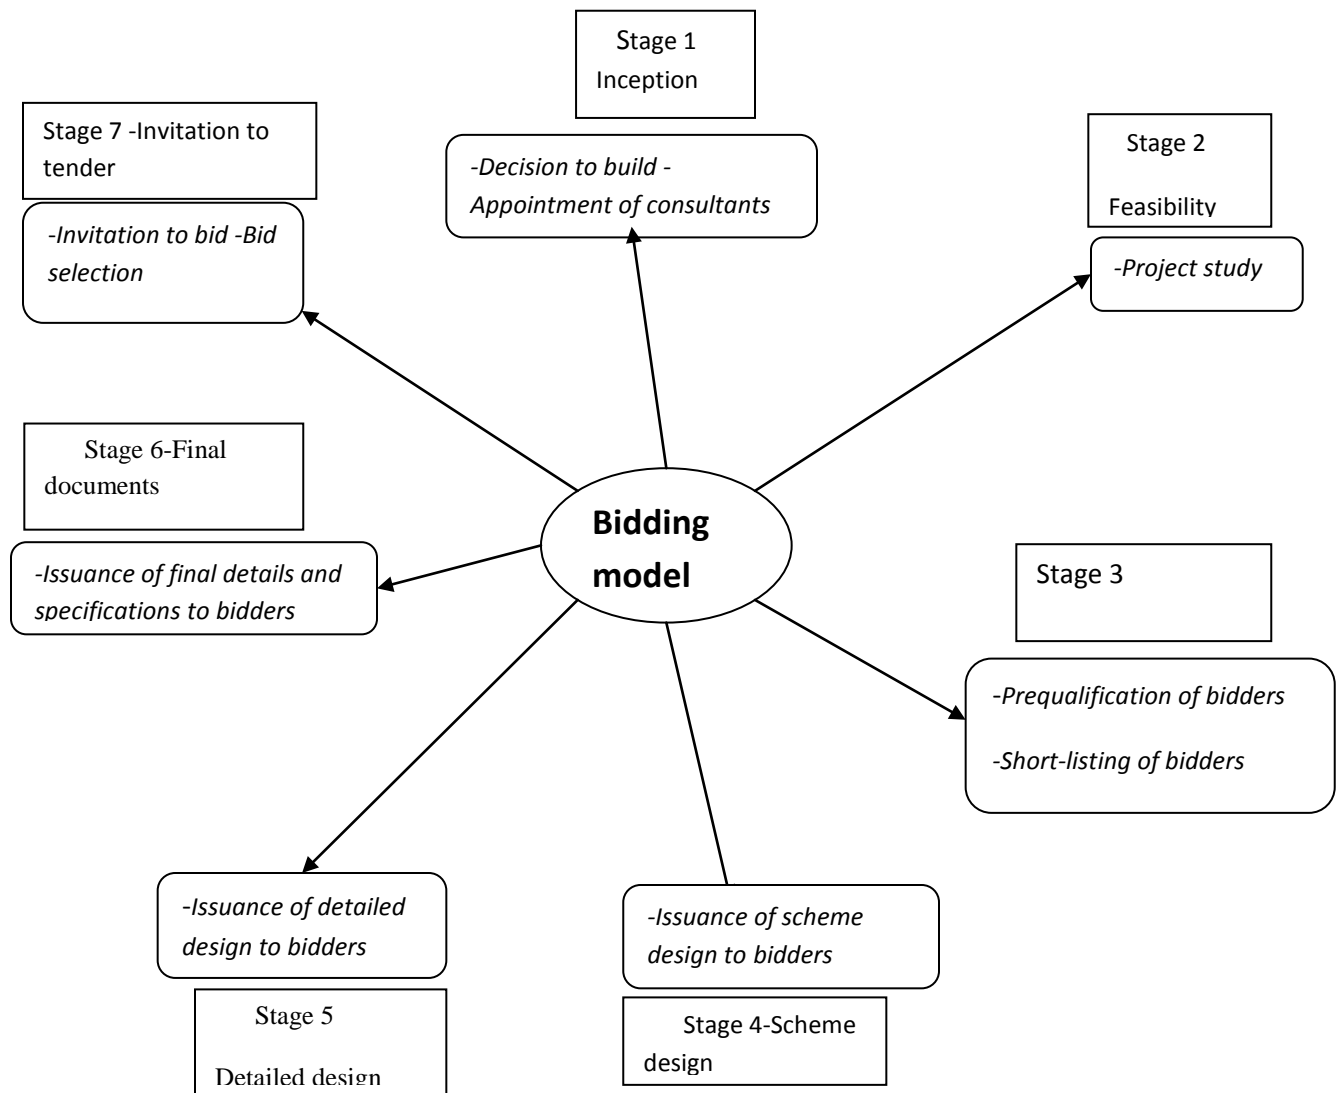 Stage 1
Inception
-Decision to build -
Appointment of consultants
Stage 2
Feasibility
-Project study
Stage 3
-Prequalification of bidders
-Short-listing of bidders
-Issuance of scheme
design to bidders
Stage 4-Scheme
design
-Issuance of detailed
design to bidders
Stage 5
Detailed design
Stage 6-Final
documents
-Issuance of final details and
specifications to bidders
Stage 7 -Invitation to
tender
-Invitation to bid -Bid
selection
Bidding
model